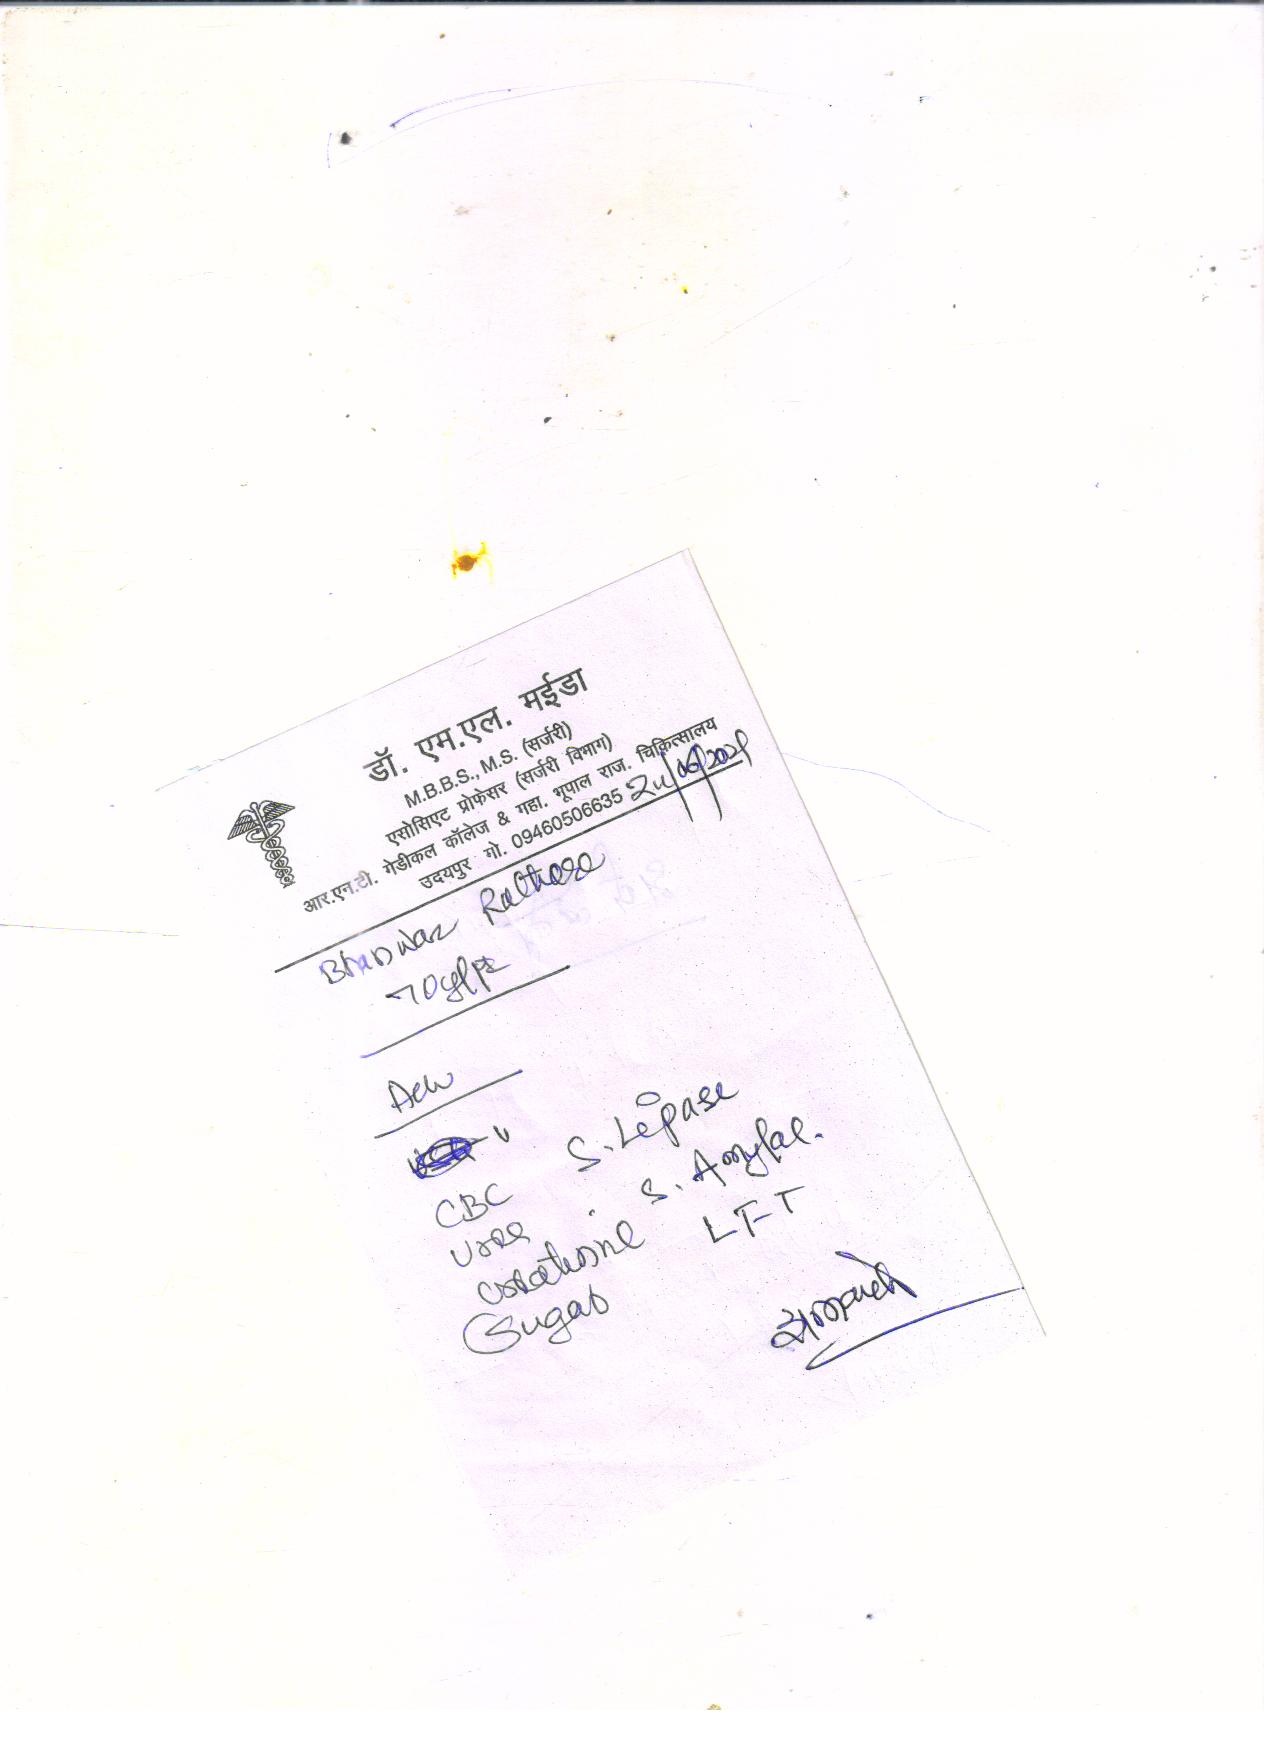 डॉ. एम.एल. मईडा
M.B.B.S., M.S. (सर्जरी)
एसोसिएट प्रोफेसर (सर्जरी विभाग)
आर.एन.टी. मेडीकल कॉलेज & महा. भूपाल राज. चिकित्सालय
उदयपुर मो. 09460506635
Bhanwar Rathore
Adv
CBC S. Lipase
Urea S. Amylase
Creatinine LFT
Sugar